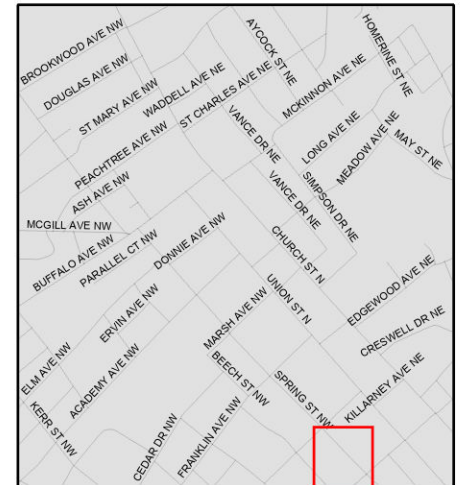 BROOKWOOD AVE NW
AYCOCK ST NE
HOMERINE ST NE
DOUGLAS AVE NW
ST MARY AVE NW
WADDELL AVE NE
ST CHARLES AVE NE
MCKINNON AVE NE
VANCE DR NE
LONG AVE NE
MEADOW AVE NE
MAY ST NE
PEACHTREE AVE NW
ASH AVE NW
VANCE DR NE
SIMPSON DR NE
MCGILL AVE NW
BUFFALO AVE NW
PARALLEL CT NW
DONNIE AVE NW
CHURCH ST N
UNION ST N
EDGEWOOD AVE NE
ERVIN AVE NW
MARSH AVE NW
CRESWELL DR NE
ELM AVE NW
ACADEMY AVE NW
BEECH ST NW
SPRING ST NW
KILLARNEY AVE NE
KERR ST NW
CEDAR DR NW
FRANKLIN AVE NW